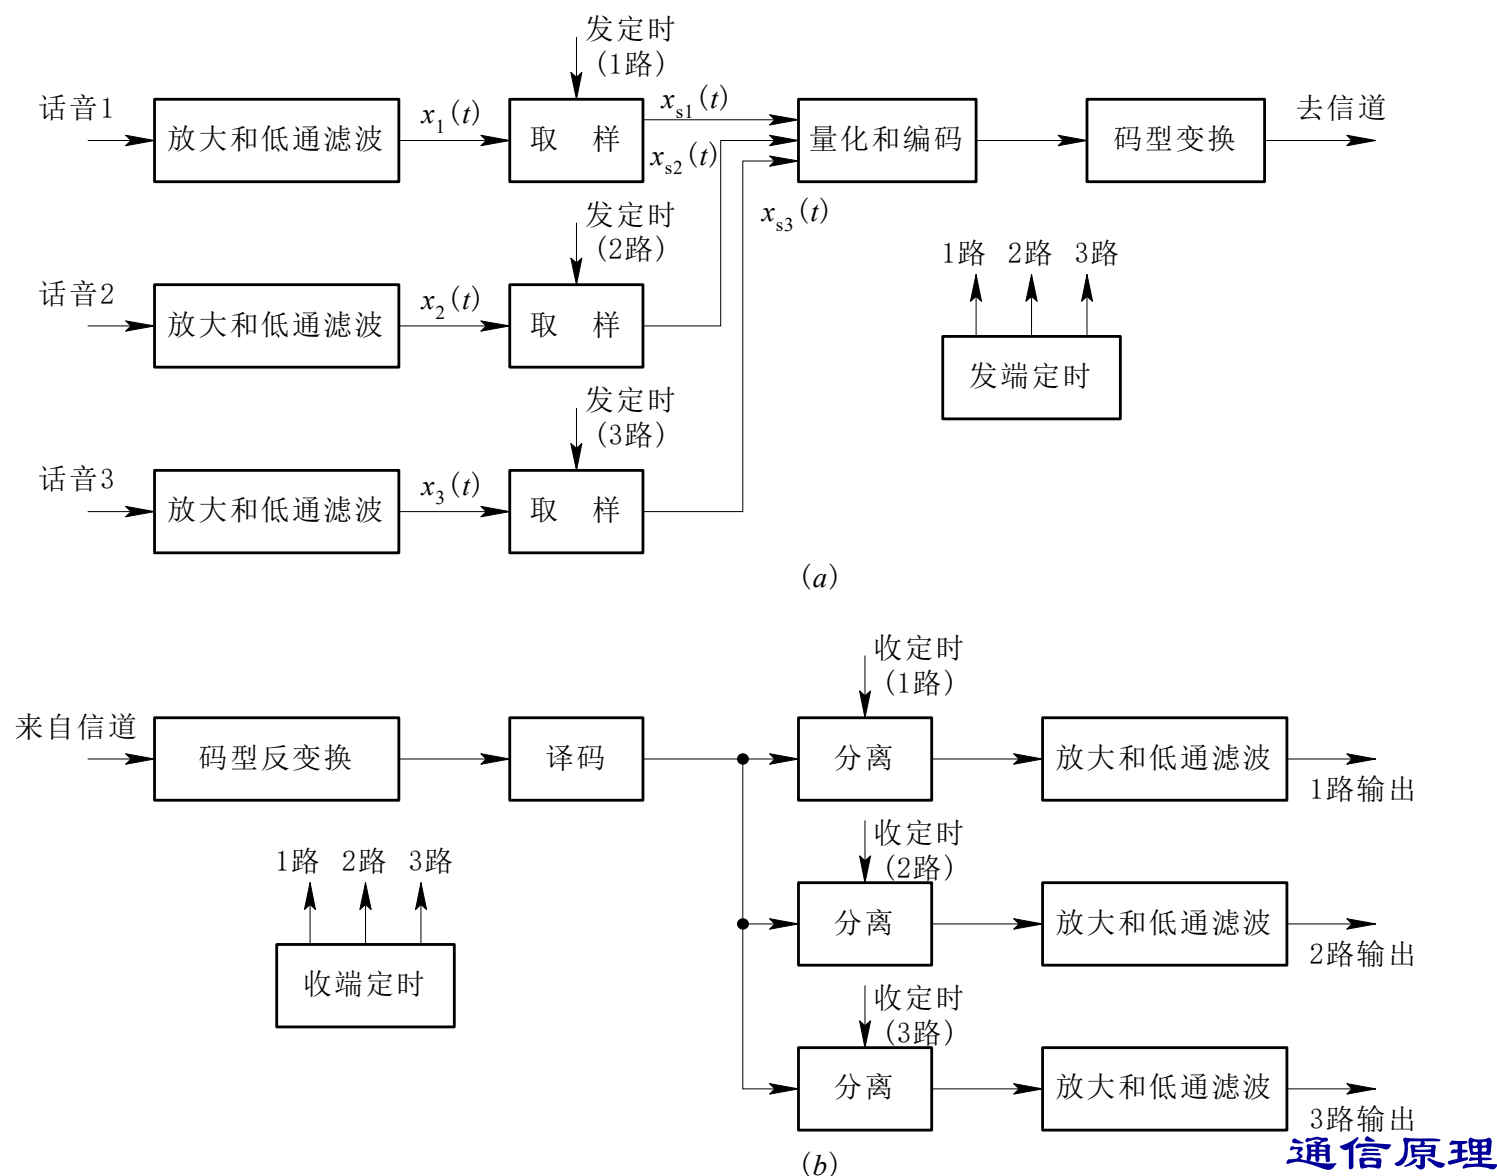 发定时
(1路)
话音1
放大和低通滤波
x1(t)
取 样
xs1(t)
xs2(t)
量化和编码
码型变换
去信道
发定时
(2路)
xs3(t)
话音2
放大和低通滤波
x2(t)
取 样
1路 2路 3路
发端定时
发定时
(3路)
话音3
放大和低通滤波
x3(t)
取 样
(a)
收定时
(1路)
来自信道
码型反变换
译码
分离
放大和低通滤波
1路输出
收定时
(2路)
1路 2路 3路
收端定时
分离
放大和低通滤波
2路输出
收定时
(3路)
分离
放大和低通滤波
3路输出
(b)
通信原理